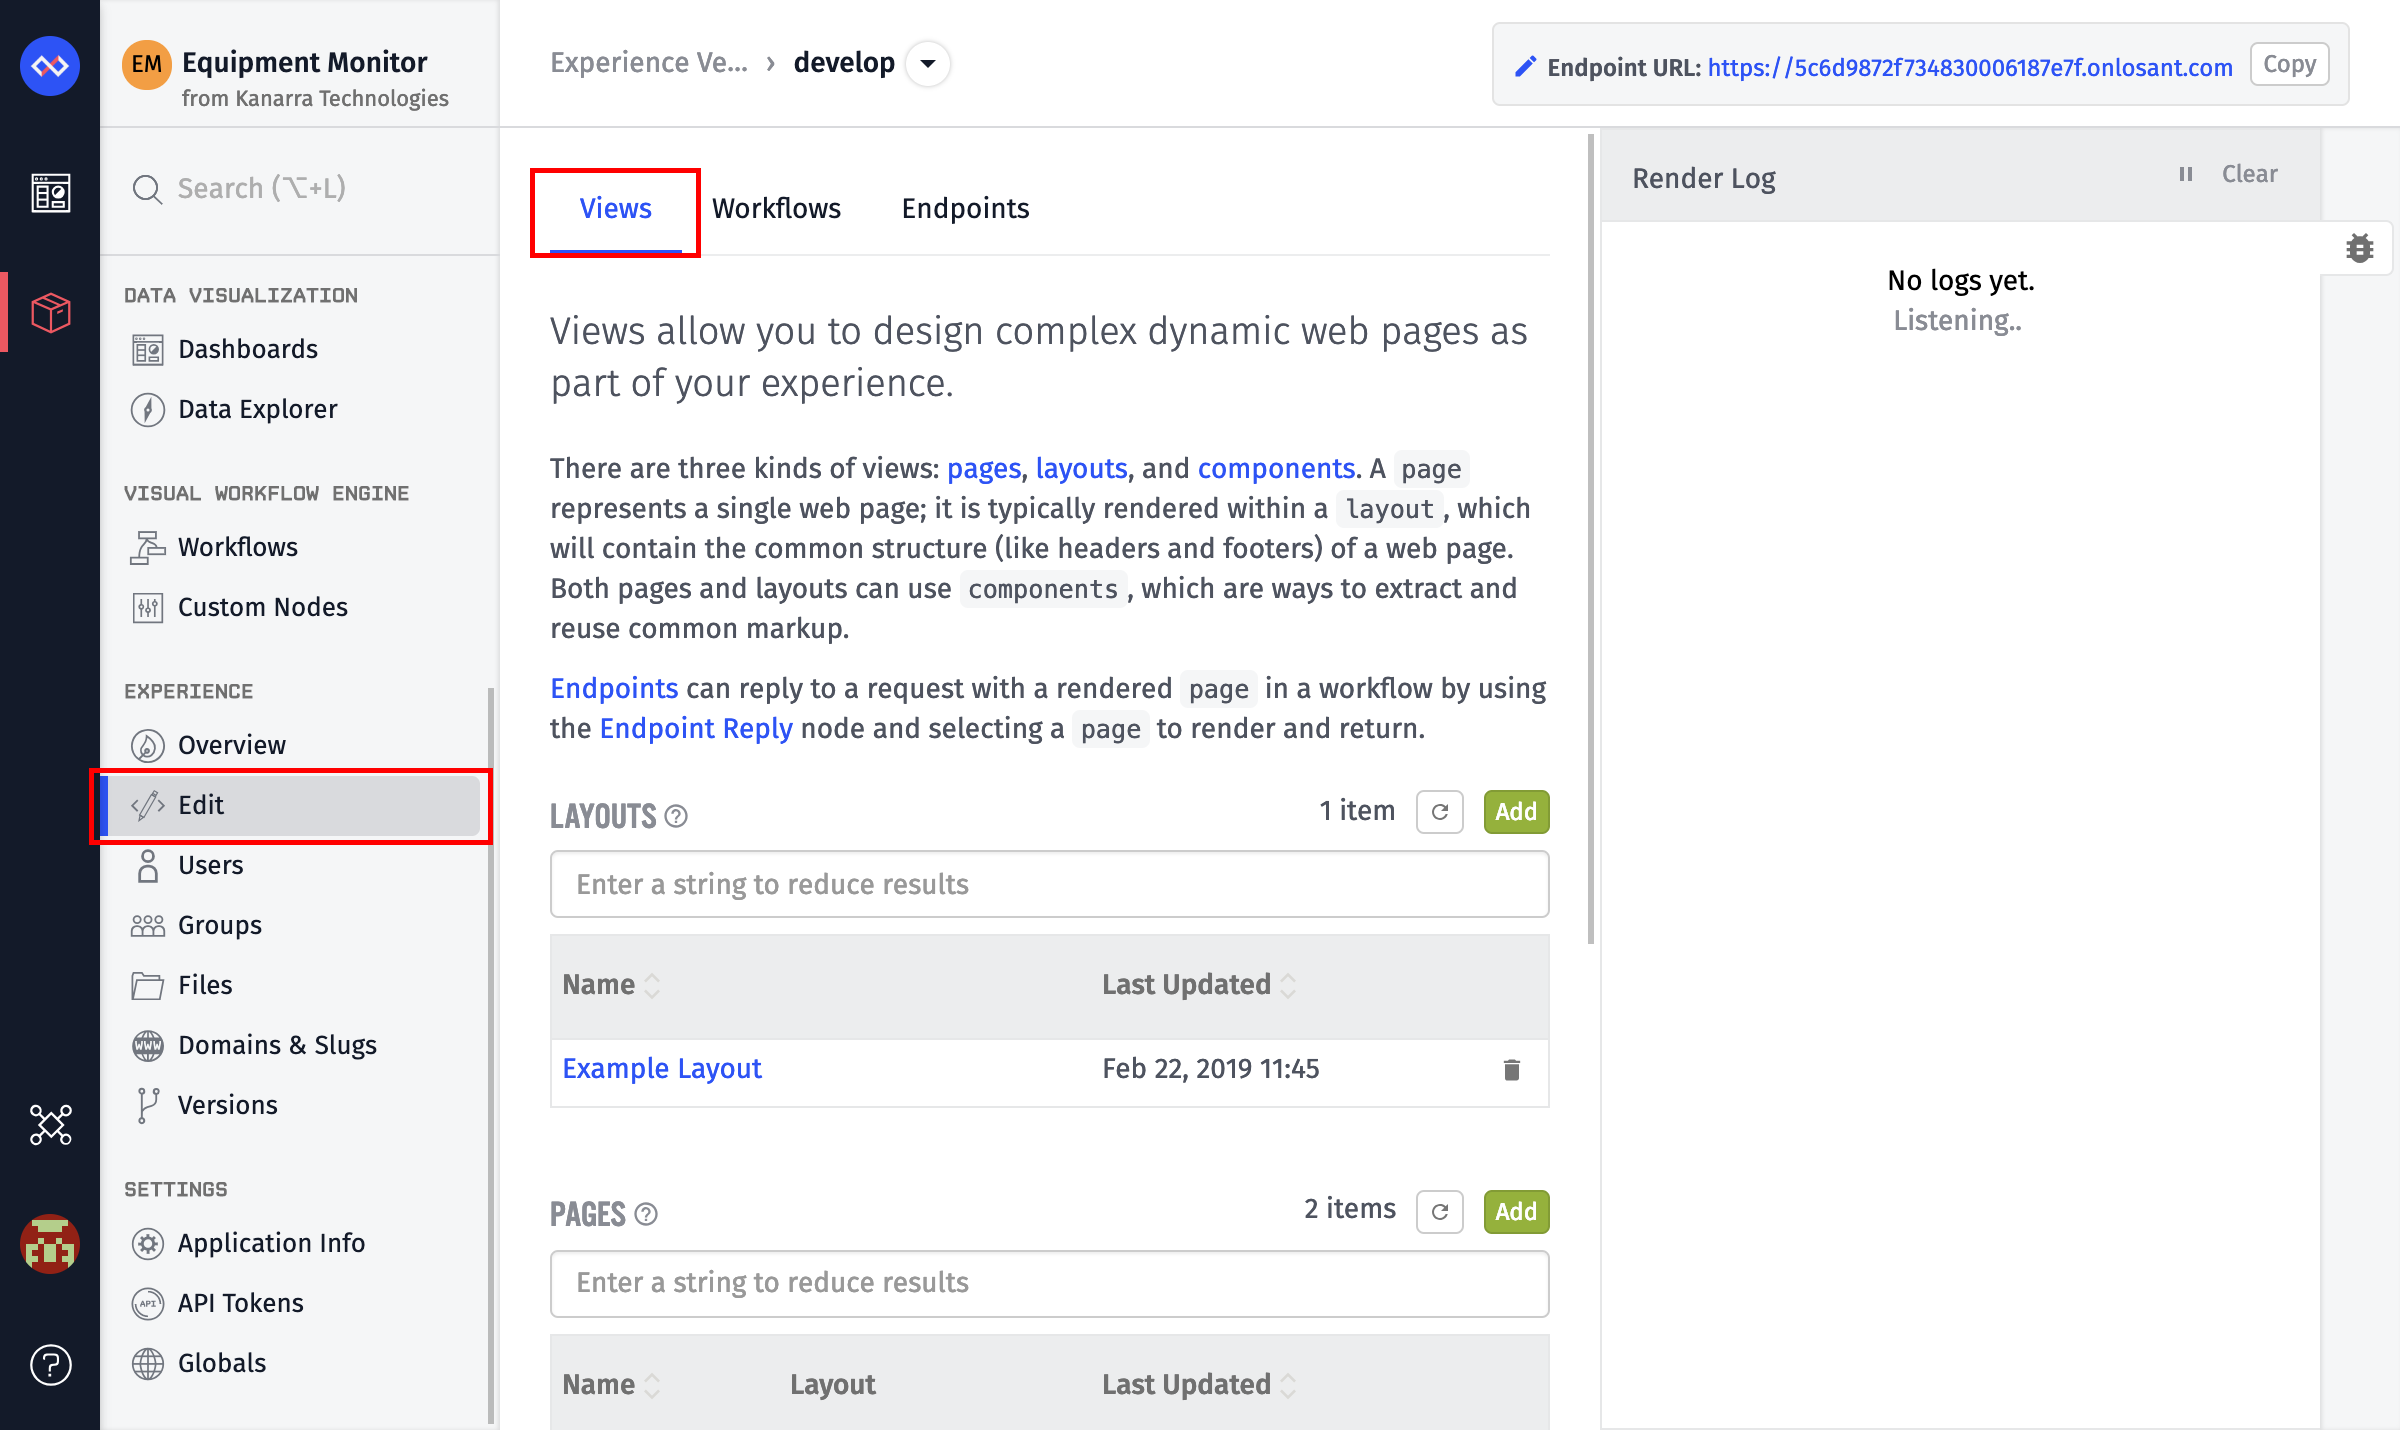 EM
Equipment Monitor
from Kanarra Technologies
Search (⌥+L)
DATA VISUALIZATION
Dashboards
Data Explorer
VISUAL WORKFLOW ENGINE
Workflows
Custom Nodes
EXPERIENCE
Overview
Edit
Users
Groups
Files
WWW
Domains & Slugs
Versions
SETTINGS
Application Info
API
API Tokens
Globals
Experience Ve... › develop
Endpoint URL: https://5c6d9872f734830006187e7f.onlosant.com
Copy
Views
Workflows
Endpoints
Views allow you to design complex dynamic web pages as
part of your experience.
There are three kinds of views: pages, layouts, and components. A page
represents a single web page; it is typically rendered within a layout, which
will contain the common structure (like headers and footers) of a web page.
Both pages and layouts can use components, which are ways to extract and
reuse common markup.
Endpoints can reply to a request with a rendered page in a workflow by using
the Endpoint Reply node and selecting a page to render and return.
LAYOUTS ?
1 item
Add
Enter a string to reduce results
Name
Last Updated
Example Layout
Feb 22, 2019 11:45
PAGES ?
2 items
Add
Enter a string to reduce results
Name
Layout
Last Updated
Render Log
Clear
No logs yet.
Listening..
?